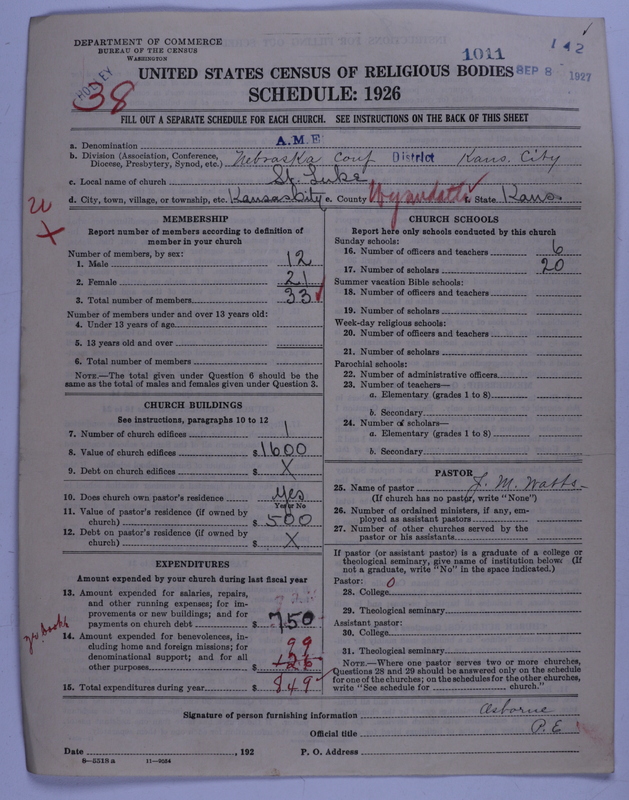 DEPARTMENT OF COMMERCE
BUREAU OF THE CENSUS
WASHINGTON
1011
142
SEP 8 1927
HOLLEY
38
UNITED STATES CENSUS OF RELIGIOUS BODIES
SCHEDULE: 1926
FILL OUT A SEPARATE SCHEDULE FOR EACH CHURCH. SEE INSTRUCTIONS ON THE BACK OF THIS SHEET
a. Denomination A.M.E
b. Division (Association, Conference, Diocese, Presbytery, Synod, etc.) Nebraska Conf District Kans. City
c. Local name of church St. Luke
d. City, town, village, or township, etc. Kansas City e. County Wyandotte f. State Kans.
MEMBERSHIP
Report number of members according to definition of
member in your church
Number of members, by sex:
1. Male 12
2. Female 21
3. Total number of members 33
Number of members under and over 13 years old:
4. Under 13 years of age
5. 13 years old and over
6. Total number of members
NOTE.—The total given under Question 6 should be the
same as the total of males and females given under Question 3.
CHURCH BUILDINGS
See instructions, paragraphs 10 to 12
7. Number of church edifices 1
8. Value of church edifices $ 1600
9. Debt on church edifices $ X
10. Does church own pastor's residence Yes
Yes or No
11. Value of pastor's residence (if owned by
church) $ 500
12. Debt on pastor's residence (if owned by
church) $ X
EXPENDITURES
Amount expended by your church during last fiscal year
13. Amount expended for salaries, repairs,
and other running expenses; for im-
provements or new buildings; and for
payments on church debt $ 750
14. Amount expended for benevolences, in-
cluding home and foreign missions; for
denominational support; and for all
other purposes $ 99
15. Total expenditures during year $ 849
CHURCH SCHOOLS
Report here only schools conducted by this church
Sunday schools:
16. Number of officers and teachers 6
17. Number of scholars 20
Summer vacation Bible schools:
18. Number of officers and teachers
19. Number of scholars
Week-day religious schools:
20. Number of officers and teachers
21. Number of scholars
Parochial schools:
22. Number of administrative officers
23. Number of teachers—
a. Elementary (grades 1 to 8)
b. Secondary
24. Number of scholars—
a. Elementary (grades 1 to 8)
b. Secondary
PASTOR
25. Name of pastor J. M. Watts
(If church has no pastor, write "None")
26. Number of ordained ministers, if any, em-
ployed as assistant pastors
27. Number of other churches served by the
pastor or his assistants
If pastor (or assistant pastor) is a graduate of a college or
theological seminary, give name of institution below. (If
not a graduate, write "No" in the space indicated.)
Pastor: 0
28. College
29. Theological seminary
Assistant pastor:
30. College
31. Theological seminary
NOTE.—Where one pastor serves two or more churches,
Questions 28 and 29 should be answered only on the schedule
for one of the churches; on the schedules for the other churches,
write "See schedule for church."
Signature of person furnishing information Osborne
Official title P.E
Date , 192 P. O. Address
8—5518a 11—9554